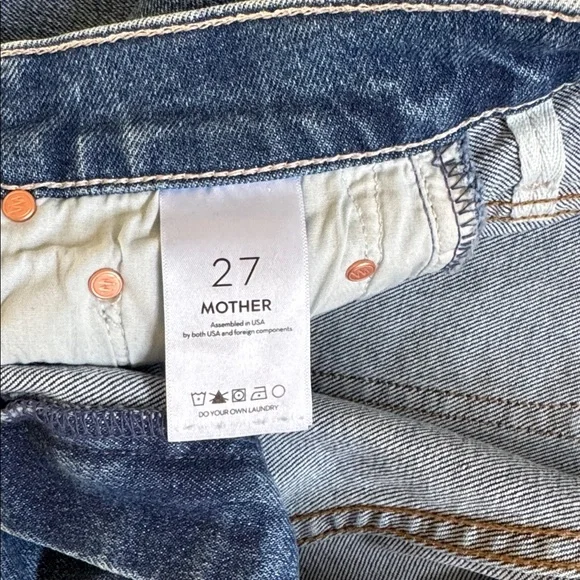 27
MOTHER
Assembled in USA
by both USA and foreign components
DO YOUR OWN LAUNDRY